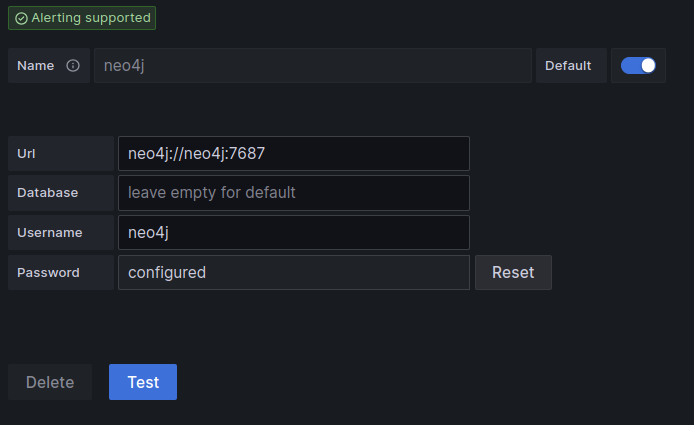 Alerting supported
Name neo4j Default
Url neo4j://neo4j:7687
Database leave empty for default
Username neo4j
Password configured Reset
Delete Test